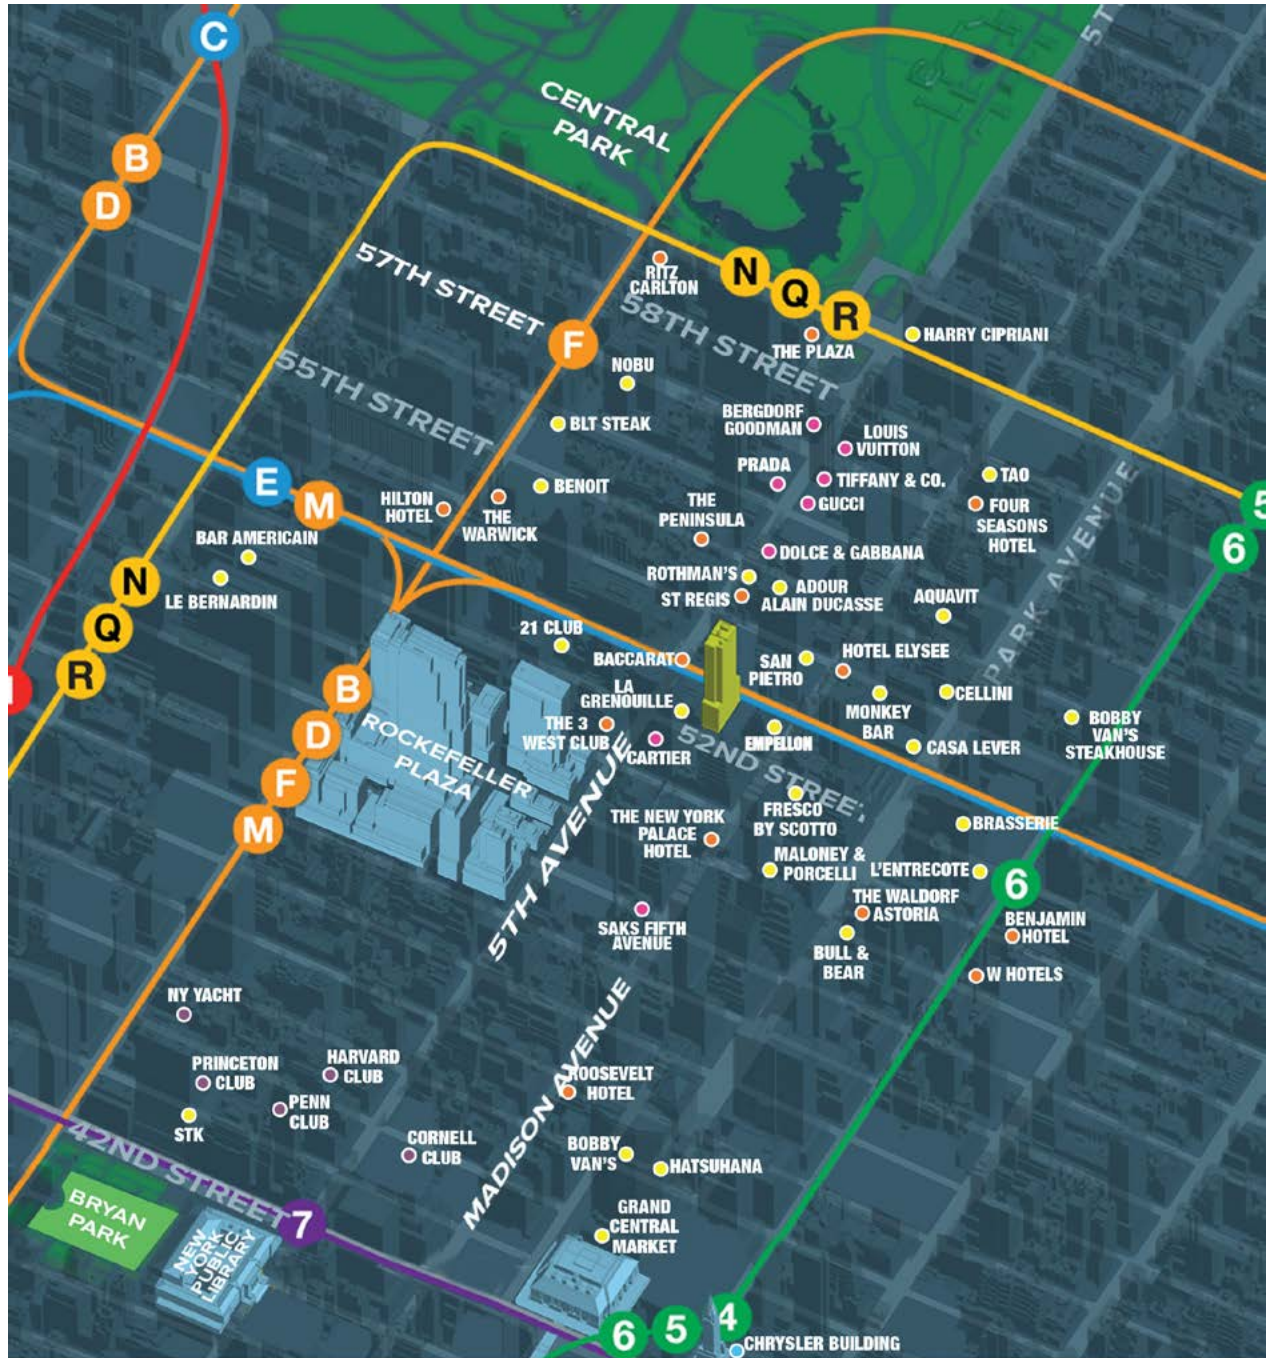 C
5T
B
D
CENTRAL
PARK
57TH STREET
RITZ
CARLTON
N
Q
R
58TH STREET
F
THE PLAZA
HARRY CIPRIANI
NOBU
55TH STREET
BLT STEAK
BERGDORF
GOODMAN
LOUIS
VUITTON
PRADA
TIFFANY & CO.
GUCCI
TAO
FOUR
SEASONS
HOTEL
5
6
E
M
HILTON
HOTEL
THE
WARWICK
BENOIT
THE
PENINSULA
PARK AVENUE
BAR AMERICAIN
LE BERNARDIN
DOLCE & GABBANA
ROTHMAN'S
ST REGIS
ADOUR
ALAIN DUCASSE
AQUAVIT
N
Q
R
1
21 CLUB
BACCARAT
SAN
PIETRO
HOTEL ELYSEE
LA
GRENOUILLE
MONKEY
BAR
CELLINI
BOBBY
VAN'S
STEAKHOUSE
B
D
F
M
ROCKEFELLER
PLAZA
THE 3
WEST CLUB
CARTIER
52ND STREET
EMPELLON
CASA LEVER
5TH AVENUE
FRESCO
BY SCOTTO
BRASSERIE
THE NEW YORK
PALACE
HOTEL
MALONEY &
PORCELLI
L'ENTRECOTE
6
THE WALDORF
ASTORIA
SAKS FIFTH
AVENUE
BULL &
BEAR
BENJAMIN
HOTEL
W HOTELS
NY YACHT
PRINCETON
CLUB
HARVARD
CLUB
PENN
CLUB
STK
MADISON AVENUE
ROOSEVELT
HOTEL
42ND STREET
CORNELL
CLUB
BOBBY
VAN'S
HATSUHANA
BRYAN
PARK
NEW
YORK
PUBLIC
LIBRARY
7
GRAND
CENTRAL
MARKET
6
5
4
CHRYSLER BUILDING